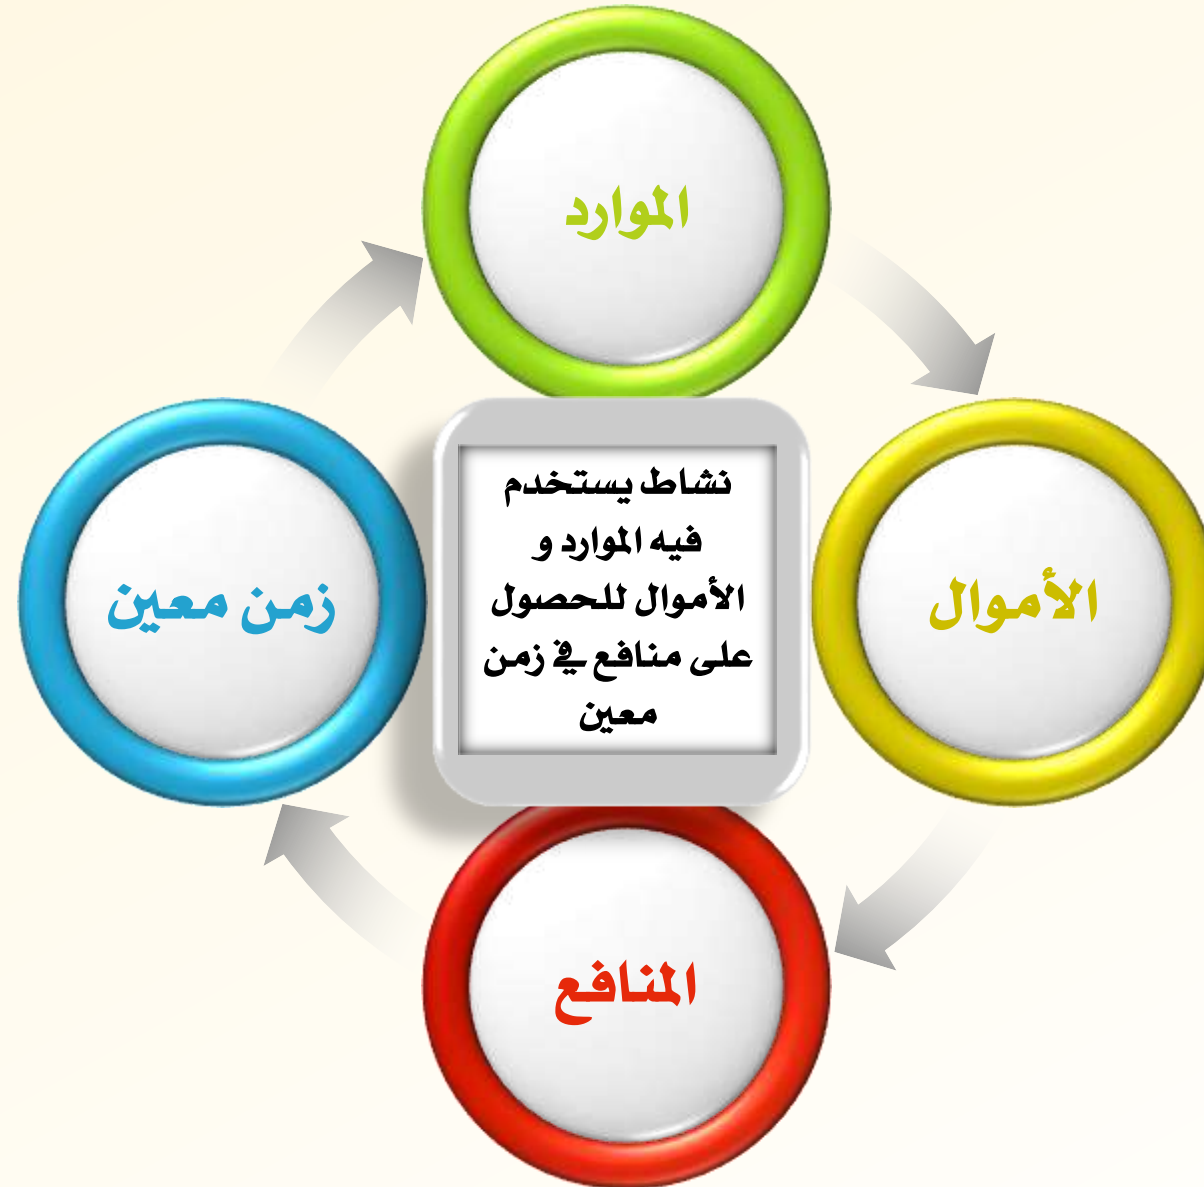 الموارد
نشاط يستخدم
فيه الموارد و
الأموال للحصول
على منافع في زمن
معين
الأموال
زمن معين
المنافع